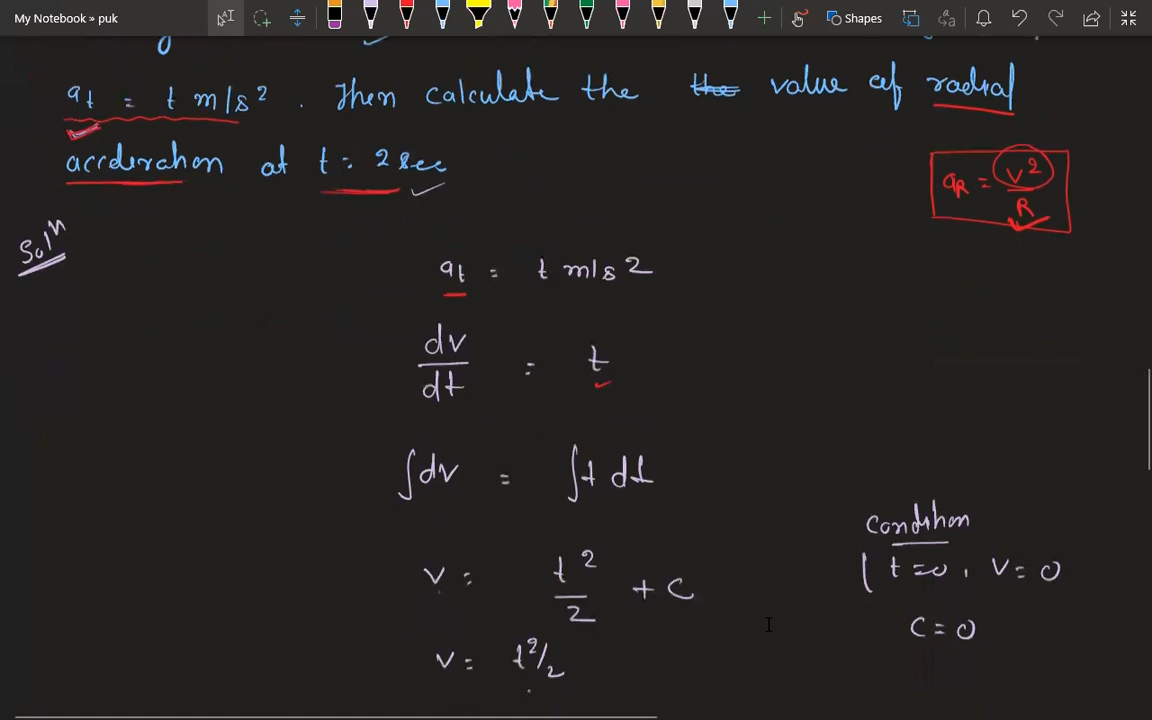 My Notebook » puk
Shapes
at = t m/s2 . Then calculate the the value of radial
acceleration at t = 2 sec
aR = v2/R
Soln
at = t m/s2
dv/dt = t
∫dv = ∫t dt
v = t2/2 + c
Condition
t=0, v=0
c = 0
v = t2/2